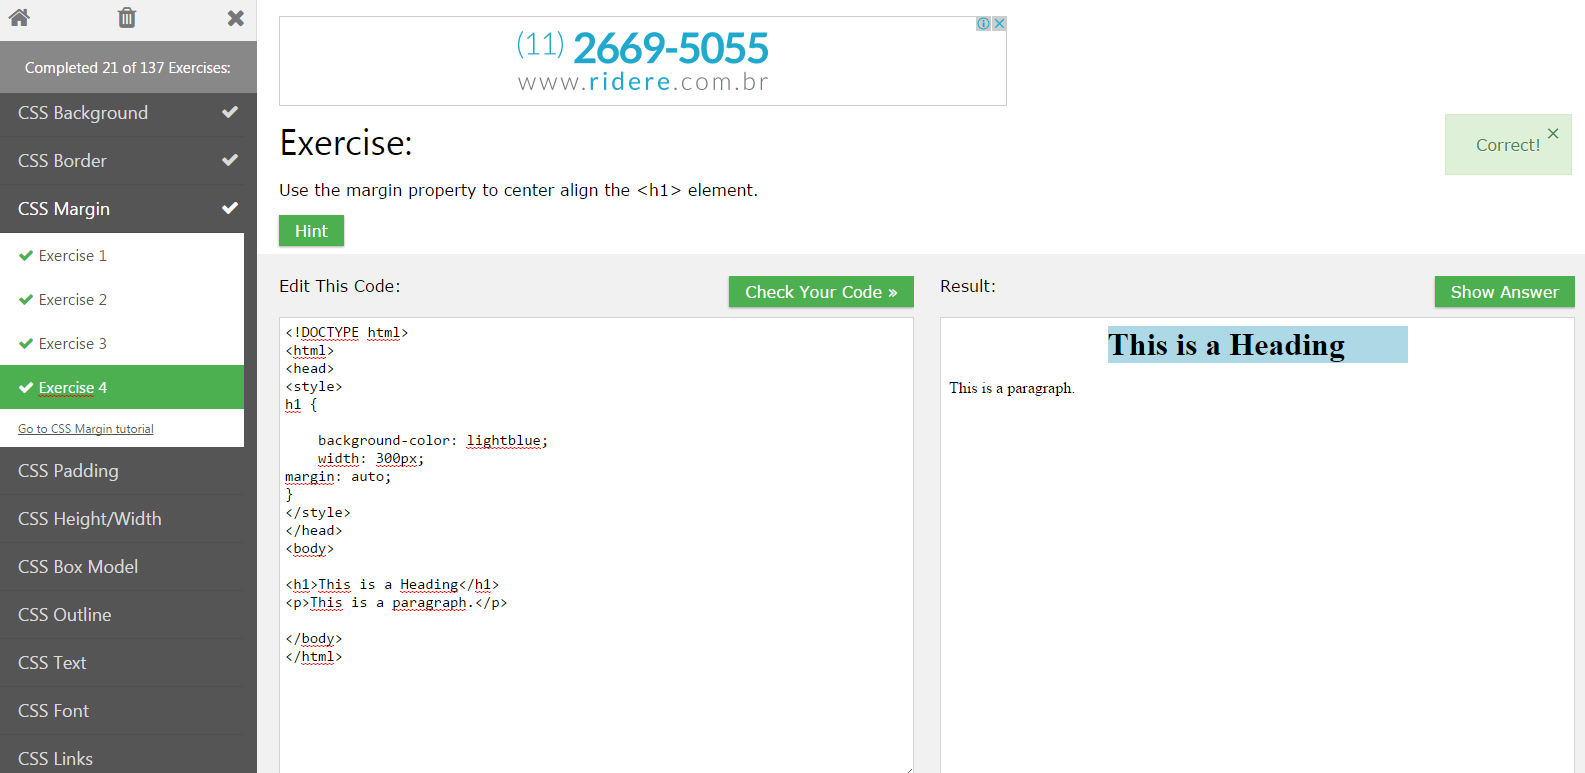 Completed 21 of 137 Exercises:
CSS Background
CSS Border
CSS Margin
Exercise 1
Exercise 2
Exercise 3
Exercise 4
Go to CSS Margin tutorial
CSS Padding
CSS Height/Width
CSS Box Model
CSS Outline
CSS Text
CSS Font
CSS Links
(11) 2669-5055
www.ridere.com.br
Exercise:
Correct! ×
Use the margin property to center align the <h1> element.
Hint
Edit This Code:
Check Your Code »
<!DOCTYPE html>
<html>
<head>
<style>
h1 {
    background-color: lightblue;
    width: 300px;
margin: auto;
}
</style>
</head>
<body>
<h1>This is a Heading</h1>
<p>This is a paragraph.</p>
</body>
</html>
Result:
Show Answer
This is a Heading
This is a paragraph.